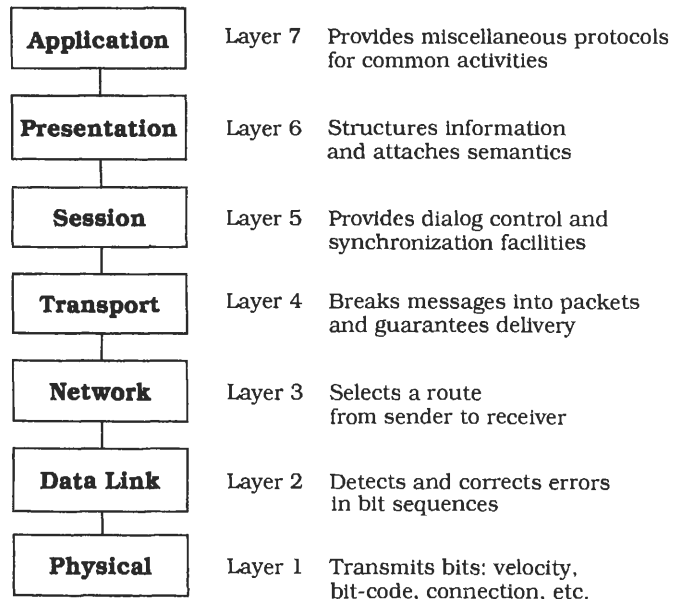 Application Layer 7 Provides miscellaneous protocols
for common activities
Presentation Layer 6 Structures information
and attaches semantics
Session Layer 5 Provides dialog control and
synchronization facilities
Transport Layer 4 Breaks messages into packets
and guarantees delivery
Network Layer 3 Selects a route
from sender to receiver
Data Link Layer 2 Detects and corrects errors
in bit sequences
Physical Layer 1 Transmits bits: velocity,
bit-code, connection, etc.